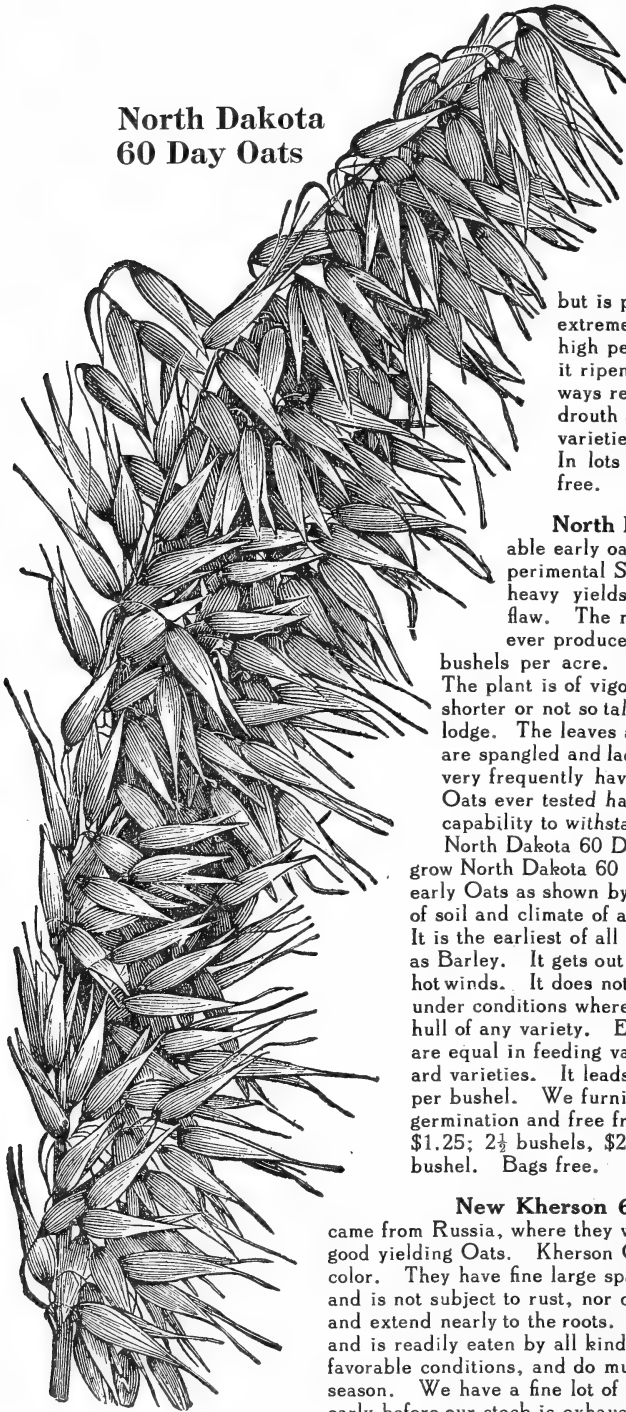 North Dakota
60 Day Oats
but is p
extreme
high pe
it ripen
ways re
drouth
varietie
In lots
free.
North
able early oa
perimental S
heavy yields
flaw. The r
ever produce
bushels per acre.
The plant is of vigo
shorter or not so tal
lodge. The leaves a
are spangled and lad
very frequently hav
Oats ever tested ha
capability to withsta
North Dakota 60 D
grow North Dakota 60
early Oats as shown by
of soil and climate of a
It is the earliest of all
as Barley. It gets out
hot winds. It does not
under conditions where
hull of any variety. E
are equal in feeding va
ard varieties. It leads
per bushel. We furni
germination and free fr
$1.25; 2½ bushels, $2
bushel. Bags free.
New Kherson 6
came from Russia, where they w
good yielding Oats. Kherson O
color. They have fine large spa
and is not subject to rust, nor d
and extend nearly to the roots.
and is readily eaten by all kind
favorable conditions, and do mu
season. We have a fine lot of
early before our stock is exhaus